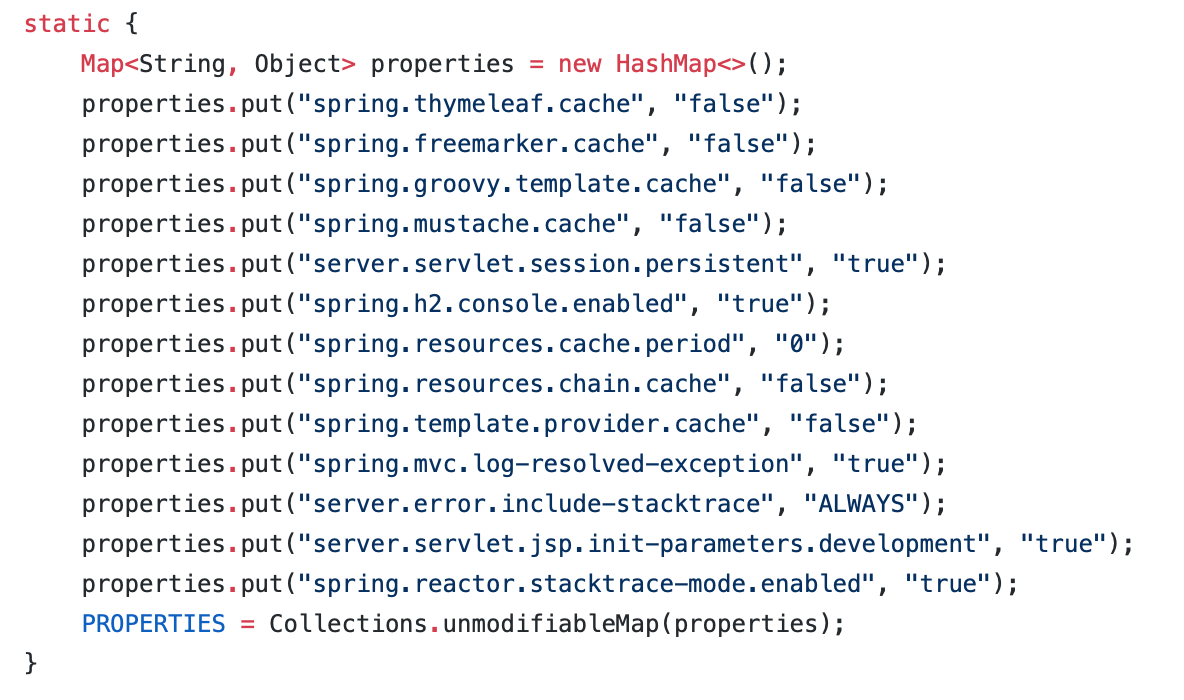 static {
    Map<String, Object> properties = new HashMap<>();
    properties.put("spring.thymeleaf.cache", "false");
    properties.put("spring.freemarker.cache", "false");
    properties.put("spring.groovy.template.cache", "false");
    properties.put("spring.mustache.cache", "false");
    properties.put("server.servlet.session.persistent", "true");
    properties.put("spring.h2.console.enabled", "true");
    properties.put("spring.resources.cache.period", "0");
    properties.put("spring.resources.chain.cache", "false");
    properties.put("spring.template.provider.cache", "false");
    properties.put("spring.mvc.log-resolved-exception", "true");
    properties.put("server.error.include-stacktrace", "ALWAYS");
    properties.put("server.servlet.jsp.init-parameters.development", "true");
    properties.put("spring.reactor.stacktrace-mode.enabled", "true");
    PROPERTIES = Collections.unmodifiableMap(properties);
}